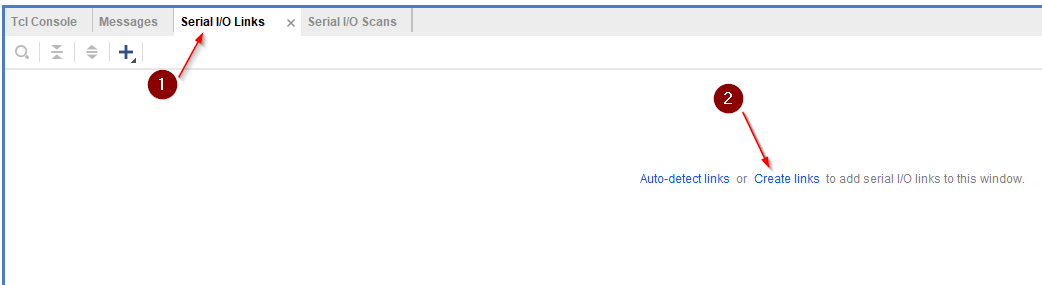 Tcl Console Messages Serial I/O Links Serial I/O Scans
1
2
Auto-detect links or Create links to add serial I/O links to this window.